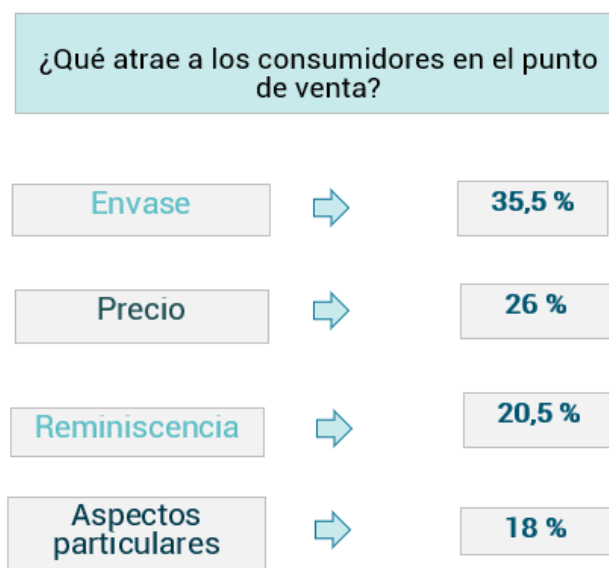 ¿Qué atrae a los consumidores en el punto
de venta?
Envase
35,5 %
Precio
26 %
Reminiscencia
20,5 %
Aspectos
particulares
18 %